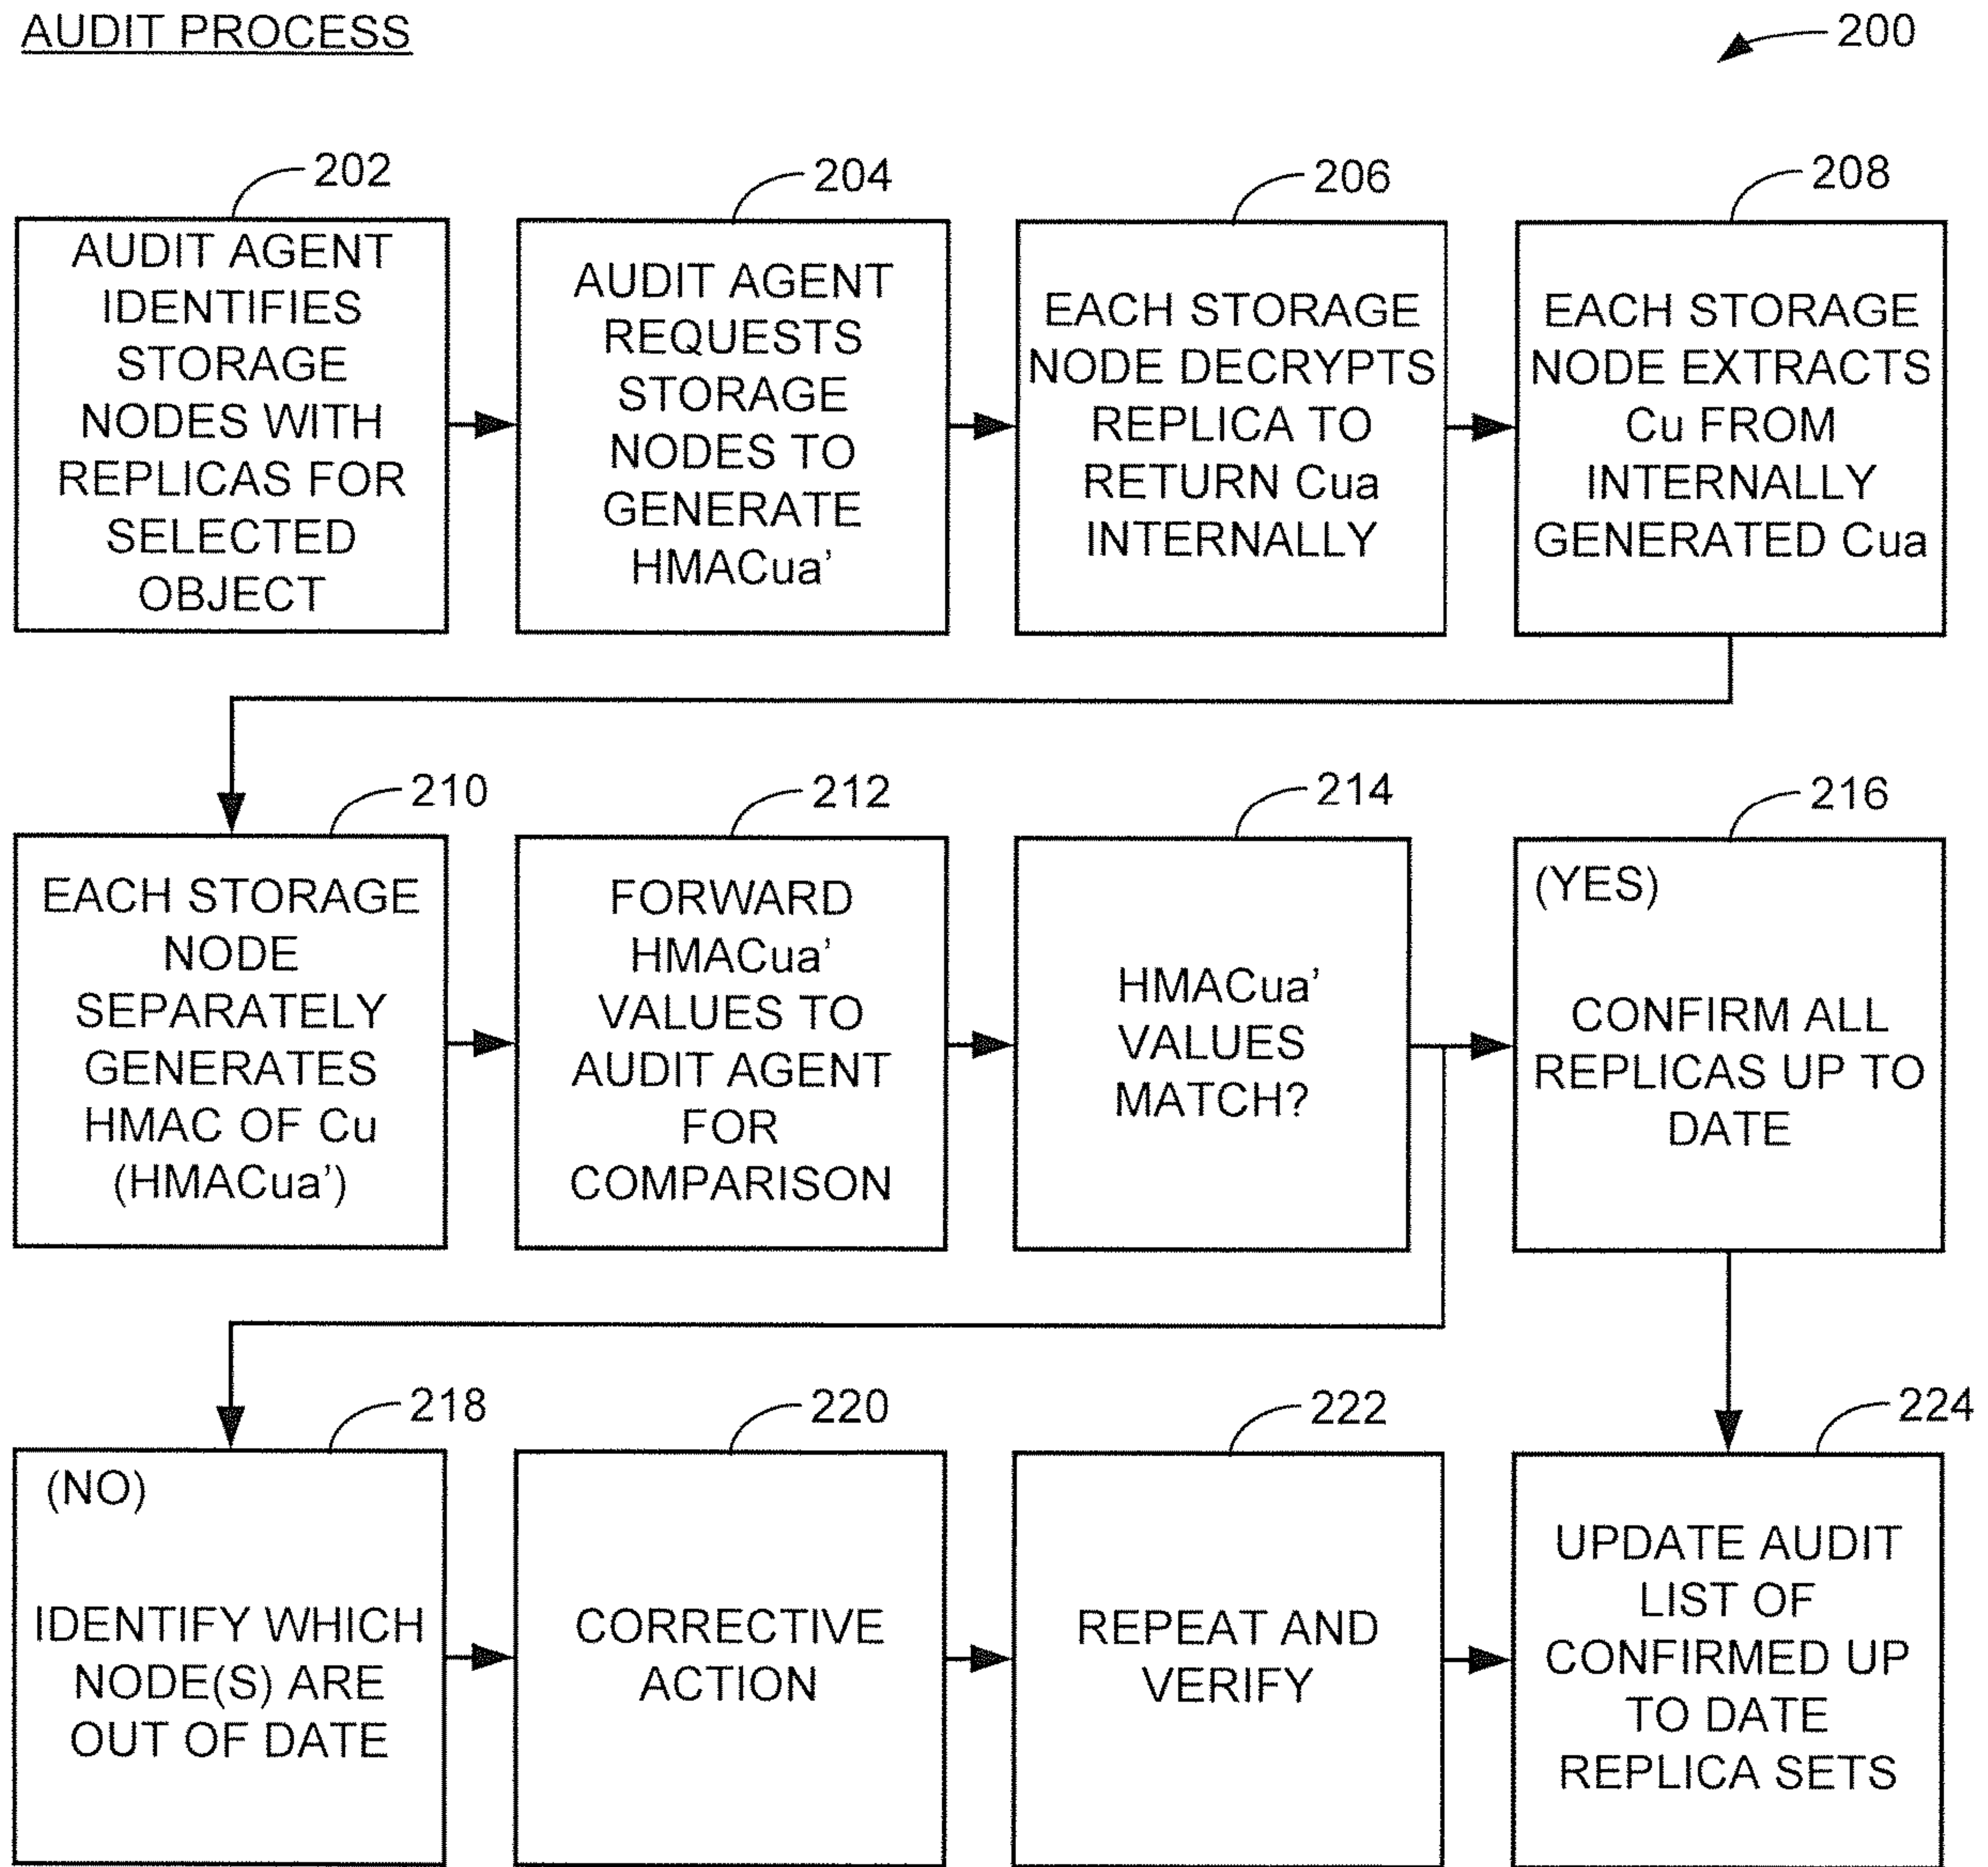 AUDIT PROCESS
200
202
AUDIT AGENT
IDENTIFIES
STORAGE
NODES WITH
REPLICAS FOR
SELECTED
OBJECT
204
AUDIT AGENT
REQUESTS
STORAGE
NODES TO
GENERATE
HMACua’
206
EACH STORAGE
NODE DECRYPTS
REPLICA TO
RETURN Cua
INTERNALLY
208
EACH STORAGE
NODE EXTRACTS
Cu FROM
INTERNALLY
GENERATED Cua
210
EACH STORAGE
NODE
SEPARATELY
GENERATES
HMAC OF Cu
(HMACua’)
212
FORWARD
HMACua’
VALUES TO
AUDIT AGENT
FOR
COMPARISON
214
HMACua’
VALUES
MATCH?
216
(YES)
CONFIRM ALL
REPLICAS UP TO
DATE
218
(NO)
IDENTIFY WHICH
NODE(S) ARE
OUT OF DATE
220
CORRECTIVE
ACTION
222
REPEAT AND
VERIFY
224
UPDATE AUDIT
LIST OF
CONFIRMED UP
TO DATE
REPLICA SETS